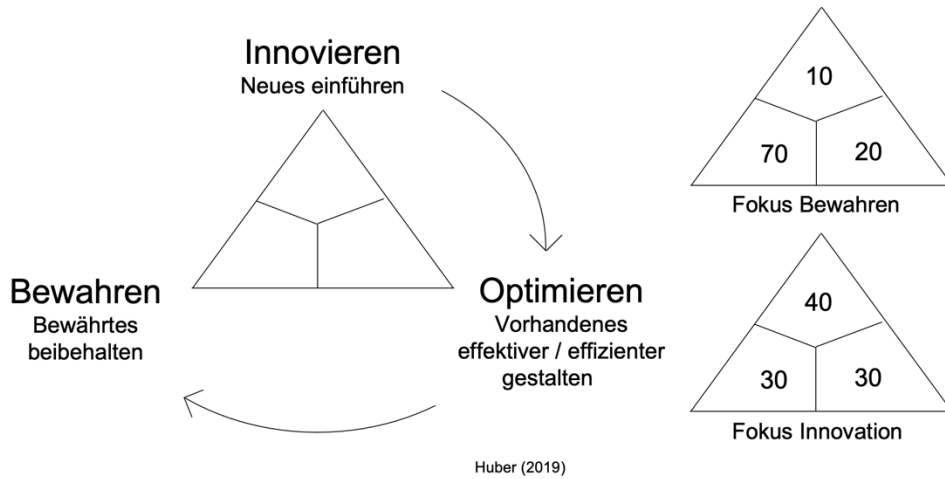 Innovieren
Neues einführen
Bewahren
Bewährtes
beibehalten
Optimieren
Vorhandenes
effektiver / effizienter
gestalten
10
70 20
Fokus Bewahren
40
30 30
Fokus Innovation
Huber (2019)